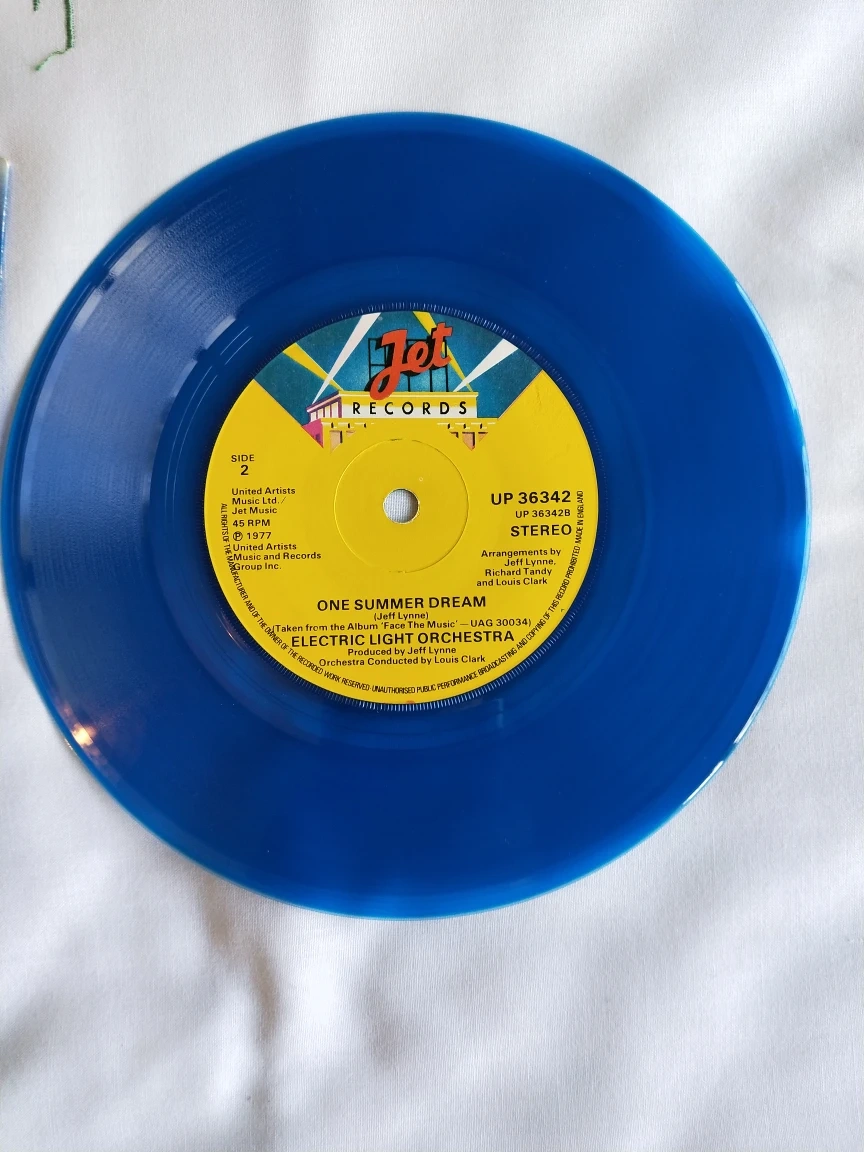 Jet
RECORDS
SIDE
2
United Artists
Music Ltd./
Jet Music
45 RPM
Ⓟ 1977
United Artists
Music and Records
Group Inc.
UP 36342
UP 36342B
STEREO
Arrangements by
Jeff Lynne,
Richard Tandy
and Louis Clark
ONE SUMMER DREAM
(Jeff Lynne)
(Taken from the Album 'Face The Music' — UAG 30034)
ELECTRIC LIGHT ORCHESTRA
Produced by Jeff Lynne
Orchestra Conducted by Louis Clark
ALL RIGHTS OF THE MANUFACTURER AND OF THE OWNER OF THE RECORDED WORK RESERVED · UNAUTHORISED PUBLIC PERFORMANCE BROADCASTING AND COPYING OF THIS RECORD PROHIBITED MADE IN ENGLAND